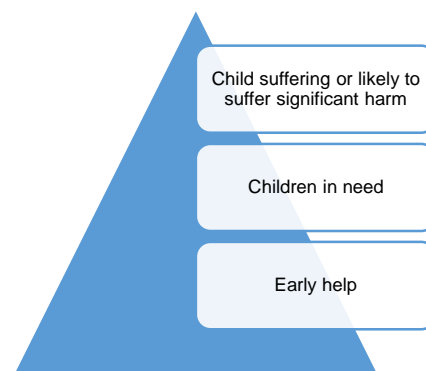 Child suffering or likely to
suffer significant harm
Children in need
Early help